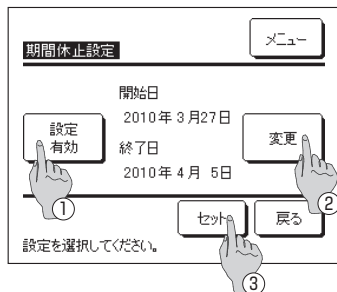 期間休止設定
メニュー
開始日
2010年 3月27日
設定
有効
変更
終了日
2010年 4月 5日
①
②
セット
戻る
設定を選択してください。
③